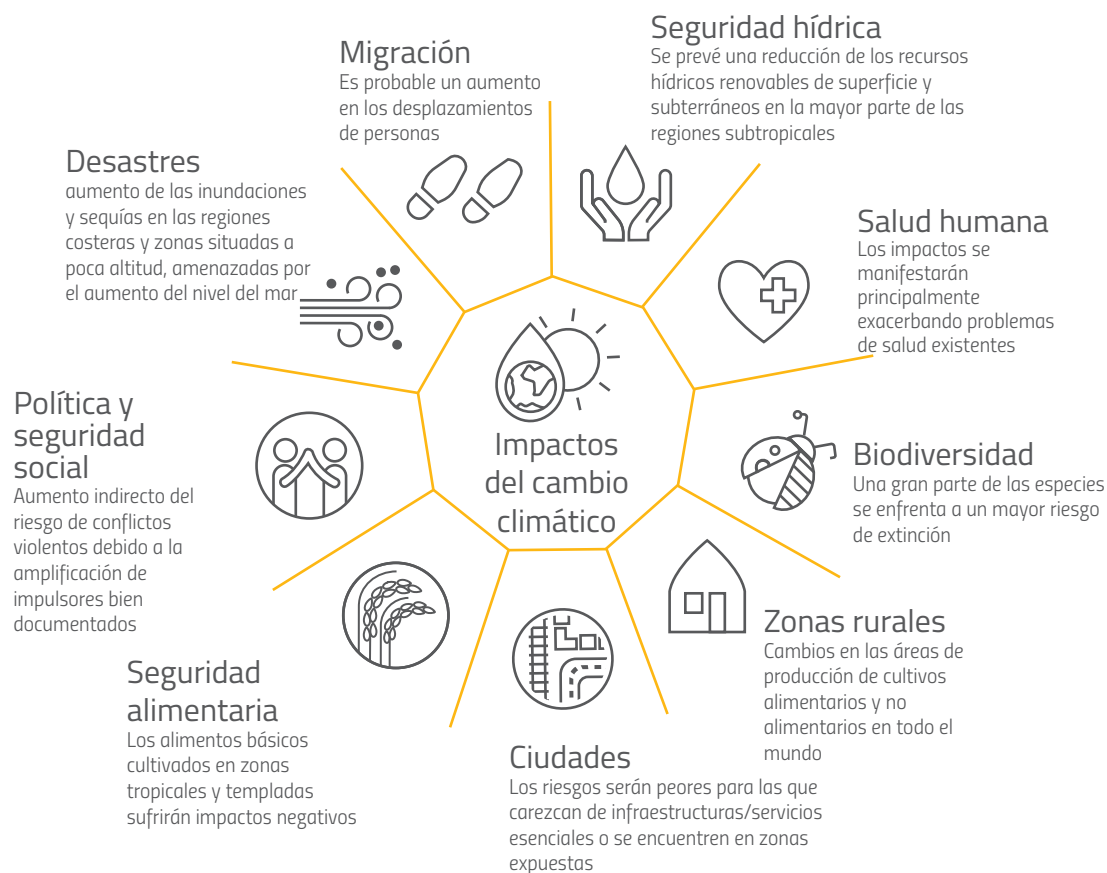 Seguridad hídrica
Se prevé una reducción de los recursos
hídricos renovables de superficie y
subterráneos en la mayor parte de las
regiones subtropicales
Migración
Es probable un aumento
en los desplazamientos
de personas
Desastres
aumento de las inundaciones
y sequías en las regiones
costeras y zonas situadas a
poca altitud, amenazadas por
el aumento del nivel del mar
Salud humana
Los impactos se
manifestarán
principalmente
exacerbando problemas
de salud existentes
Impactos
del cambio
climático
Política y
seguridad
social
Aumento indirecto del
riesgo de conflictos
violentos debido a la
amplificación de
impulsores bien
documentados
Biodiversidad
Una gran parte de las especies
se enfrenta a un mayor riesgo
de extinción
Zonas rurales
Cambios en las áreas de
producción de cultivos
alimentarios y no
alimentarios en todo el
mundo
Seguridad
alimentaria
Los alimentos básicos
cultivados en zonas
tropicales y templadas
sufrirán impactos negativos
Ciudades
Los riesgos serán peores para las que
carezcan de infraestructuras/servicios
esenciales o se encuentren en zonas
expuestas